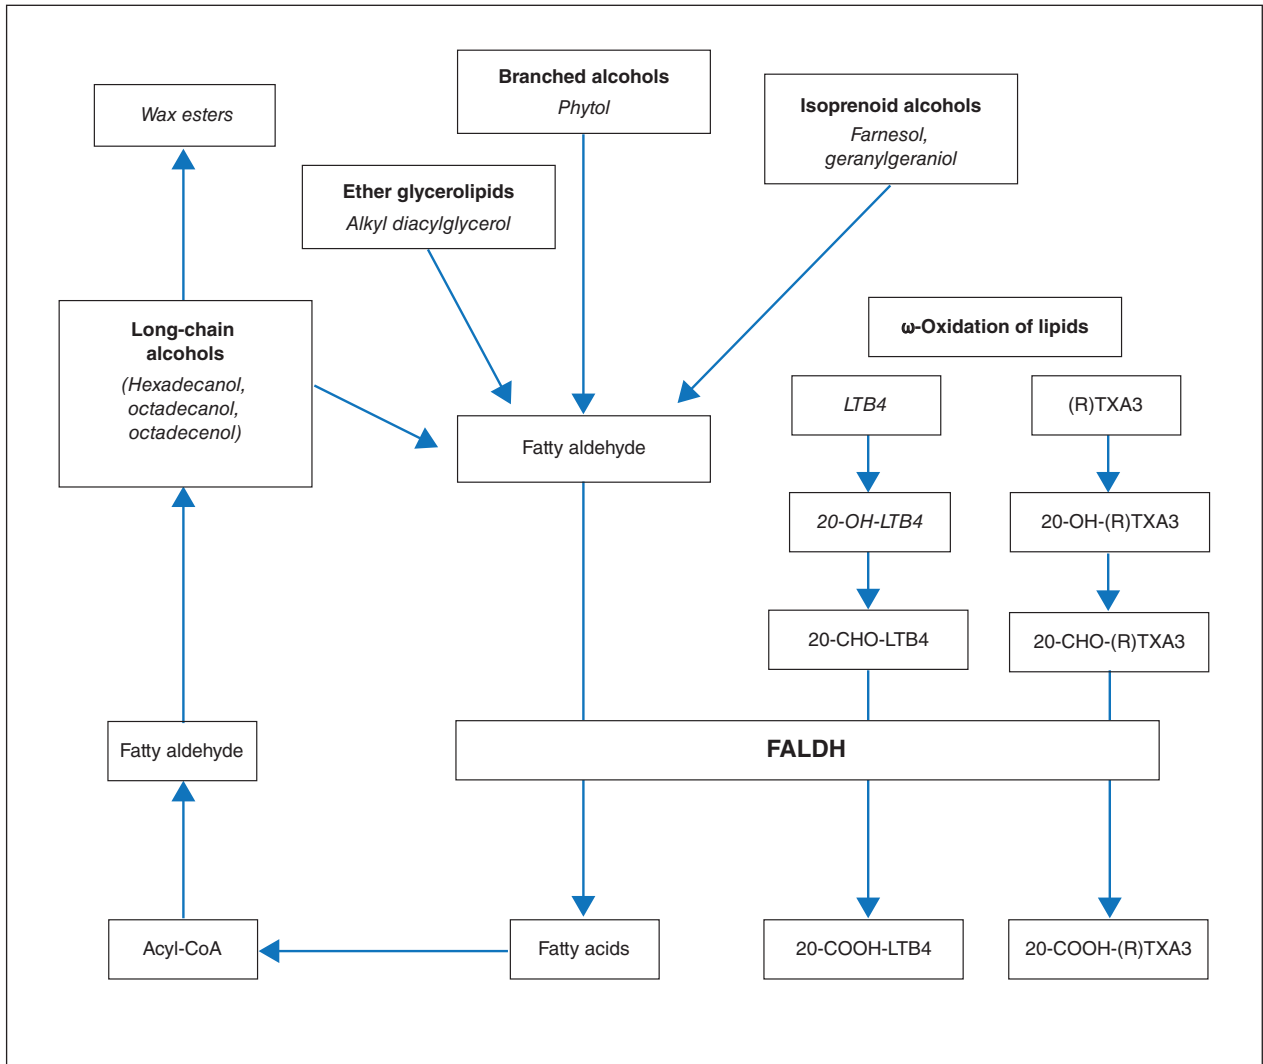 Wax esters
Branched alcohols
Phytol
Isoprenoid alcohols
Farnesol,
geranylgeraniol
Ether glycerolipids
Alkyl diacylglycerol
Long-chain
alcohols
(Hexadecanol,
octadecanol,
octadecenol)
ω-Oxidation of lipids
LTB4
(R)TXA3
Fatty aldehyde
20-OH-LTB4
20-OH-(R)TXA3
20-CHO-LTB4
20-CHO-(R)TXA3
Fatty aldehyde
FALDH
Acyl-CoA
Fatty acids
20-COOH-LTB4
20-COOH-(R)TXA3